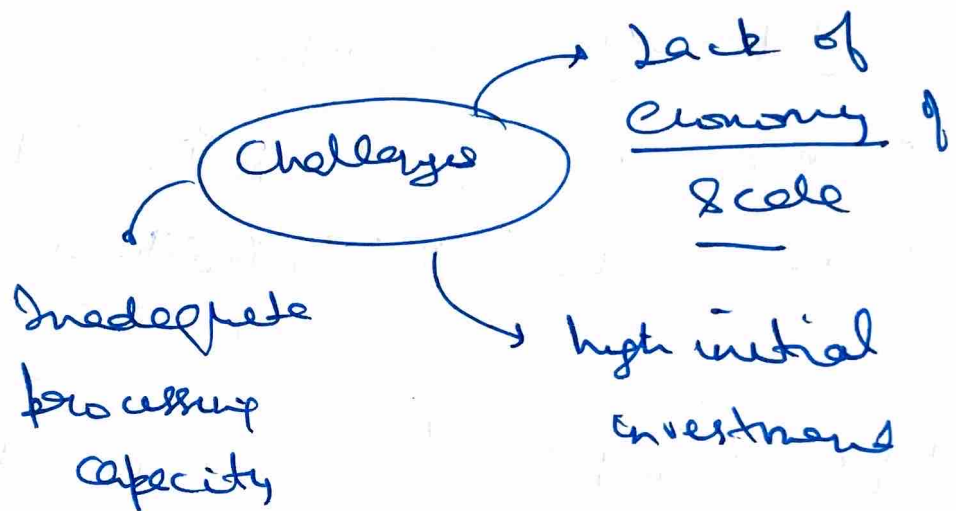 Challenges
Lack of
economy of
scale
Inadequate
processing
capacity
high initial
investment